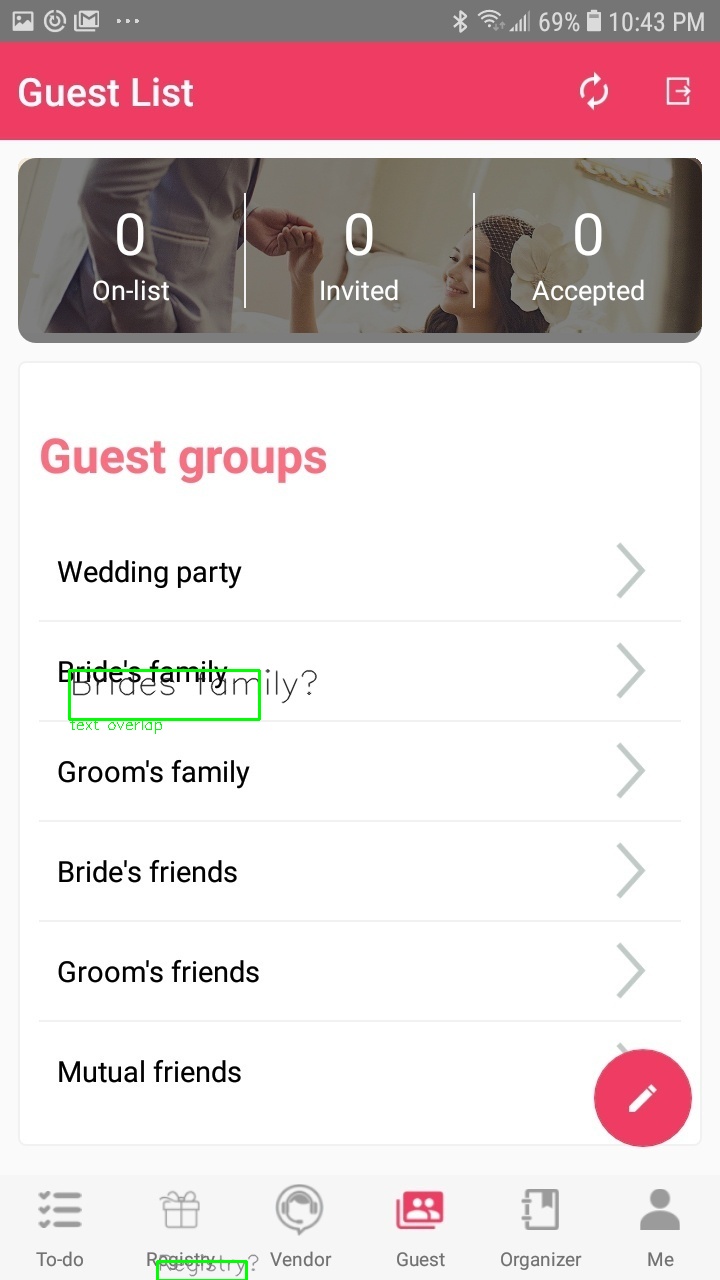 69% 10:43 PM
Guest List
0 0 0
On-list Invited Accepted
Guest groups
Wedding party
Bride's family
Brides' family?
text overlap
Groom's family
Bride's friends
Groom's friends
Mutual friends
To-do Registry Vendor Guest Organizer Me
Registry?